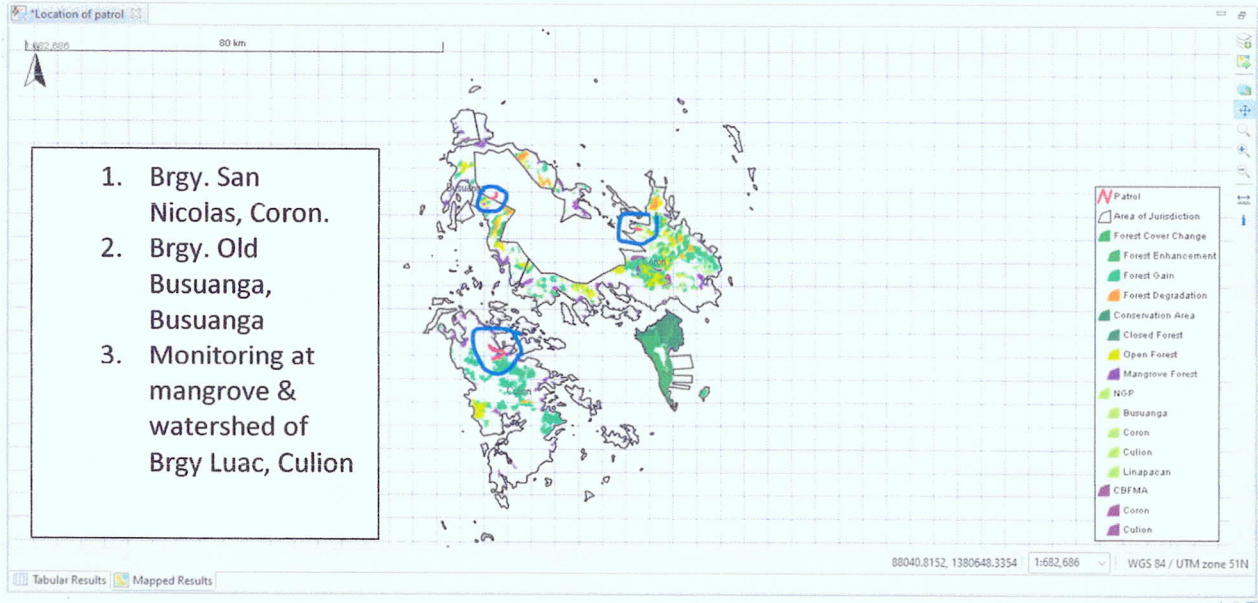 *Location of patrol
1:682,686
80 km
1. Brgy. San
Nicolas, Coron.
2. Brgy. Old
Busuanga,
Busuanga
3. Monitoring at
mangrove &
watershed of
Brgy Luac, Culion
Busuanga
Coron
Culion
Patrol
Area of Jurisdiction
Forest Cover Change
Forest Enhancement
Forest Gain
Forest Degradation
Conservation Area
Closed Forest
Open Forest
Mangrove Forest
NGP
Busuanga
Coron
Culion
Linapacan
CBFMA
Coron
Culion
88040.8152, 1380648.3354
1:682,686
WGS 84 / UTM zone 51N
Tabular Results
Mapped Results